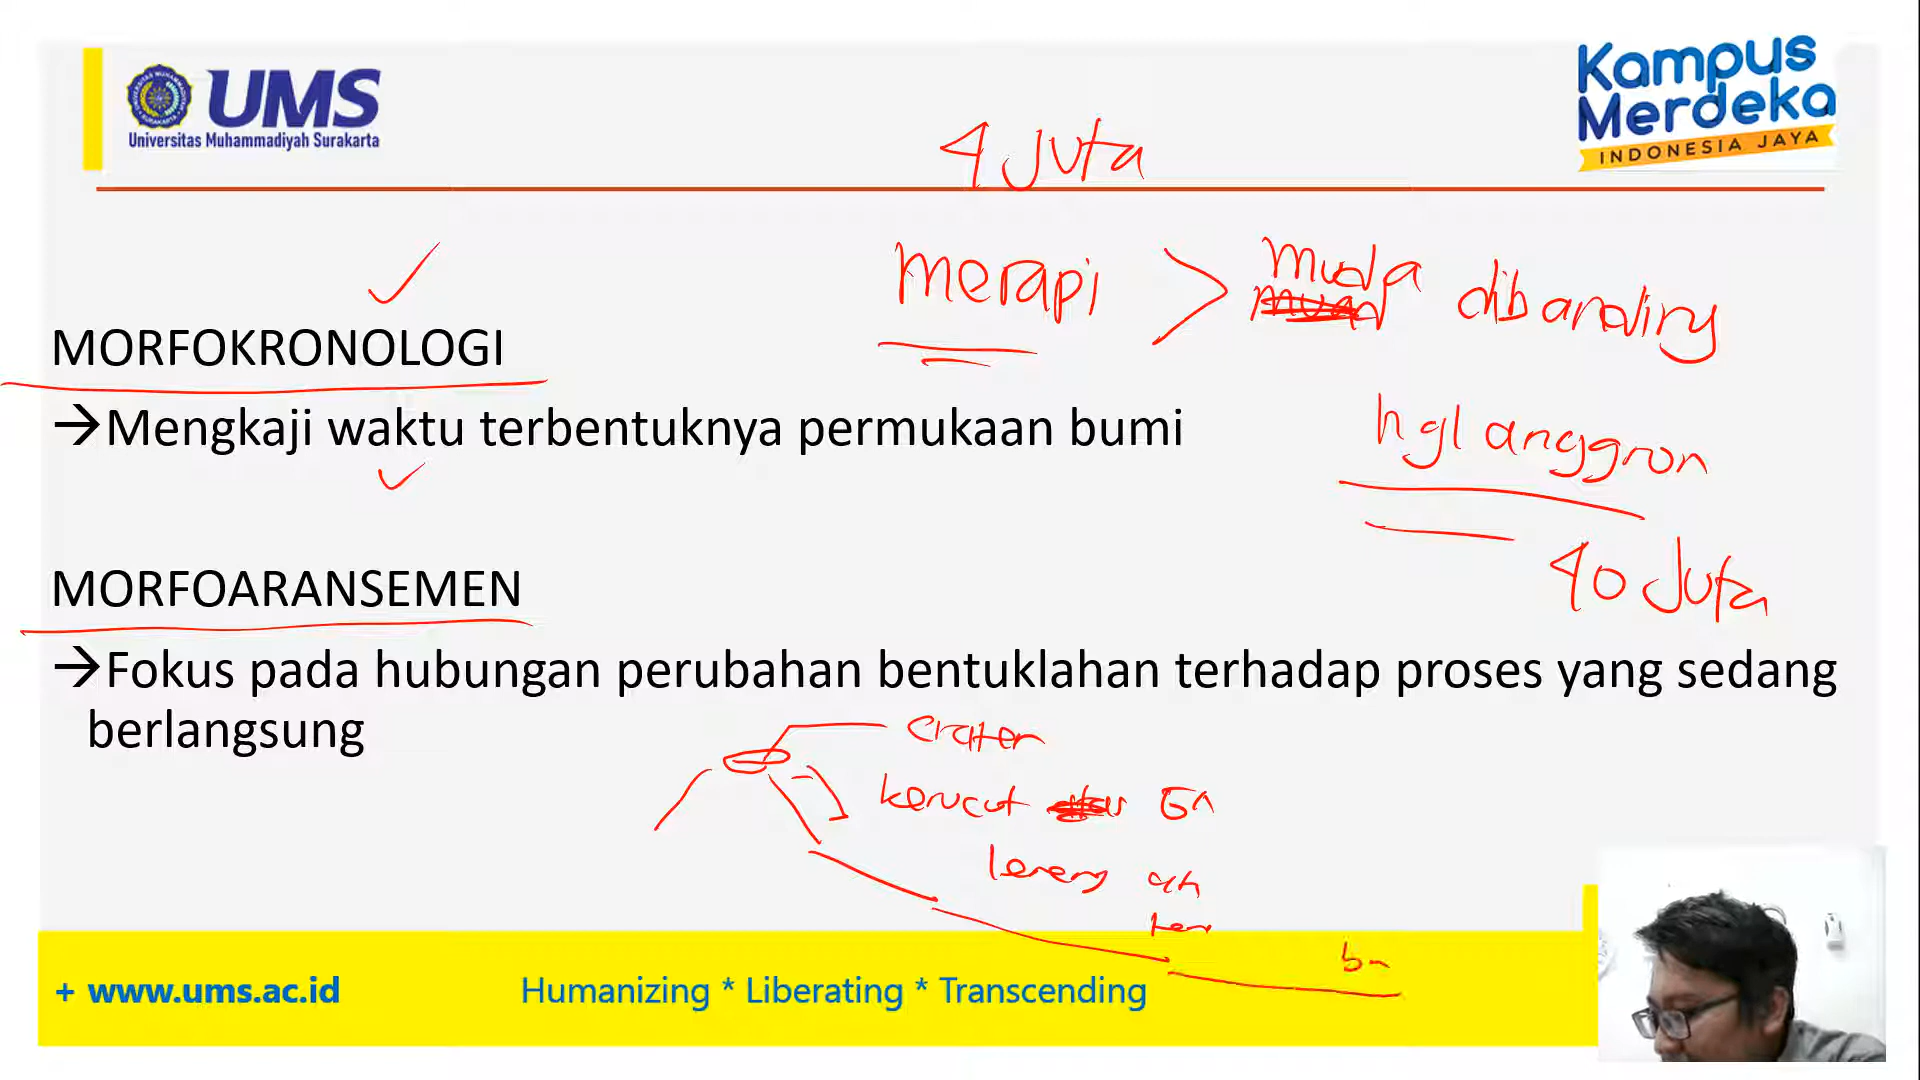 UMS
Universitas Muhammadiyah Surakarta
Kampus
Merdeka
INDONESIA JAYA
4 Juta
merapi > muda dibanding
MORFOKRONOLOGI
→Mengkaji waktu terbentuknya permukaan bumi
hgl anggron
40 Juta
MORFOARANSEMEN
→Fokus pada hubungan perubahan bentuklahan terhadap proses yang sedang
berlangsung
crater
kerucut
lereng
+ www.ums.ac.id
Humanizing * Liberating * Transcending